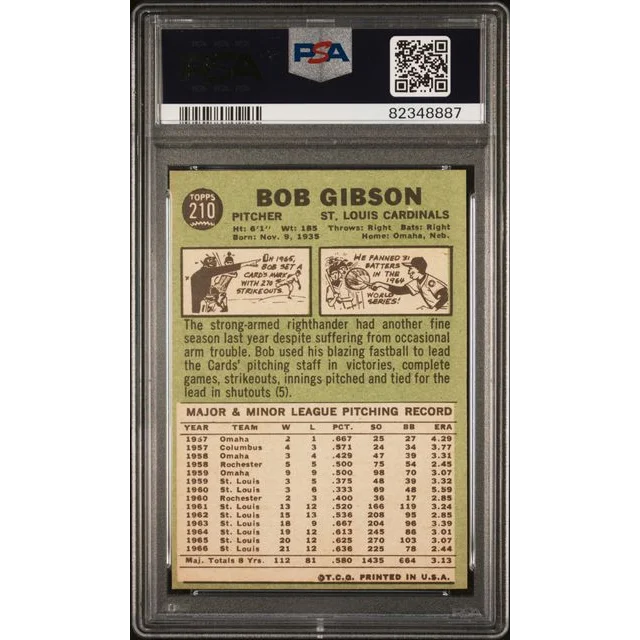 PSA
82348887
TOPPS
210
BOB GIBSON
PITCHER ST. LOUIS CARDINALS
Ht: 6'1" Wt: 185 Throws: Right Bats: Right
Born: Nov. 9, 1935 Home: Omaha, Neb.
IN 1965,
BOB SET A
CARDS MARK
WITH 270
STRIKEOUTS.
HE FANNED 31
BATTERS
IN THE
1964
WORLD
SERIES!
The strong-armed righthander had another fine
season last year despite suffering from occasional
arm trouble. Bob used his blazing fastball to lead
the Cards' pitching staff in victories, complete
games, strikeouts, innings pitched and tied for the
lead in shutouts (5).
MAJOR & MINOR LEAGUE PITCHING RECORD
YEAR TEAM W L PCT. SO BB ERA
1957 Omaha 2 1 .667 25 27 4.29
1957 Columbus 4 3 .571 24 34 3.77
1958 Omaha 3 4 .429 47 39 3.31
1958 Rochester 5 5 .500 75 54 2.45
1959 Omaha 9 9 .500 98 70 3.07
1959 St. Louis 3 5 .375 48 39 3.32
1960 St. Louis 3 6 .333 69 48 5.59
1960 Rochester 2 3 .400 36 17 2.85
1961 St. Louis 13 12 .520 166 119 3.24
1962 St. Louis 15 13 .536 208 95 2.85
1963 St. Louis 18 9 .667 204 96 3.39
1964 St. Louis 19 12 .613 245 86 3.01
1965 St. Louis 20 12 .625 270 103 3.07
1966 St. Louis 21 12 .636 225 78 2.44
Maj. Totals 8 Yrs. 112 81 .580 1435 664 3.13
©T.C.G. PRINTED IN U.S.A.